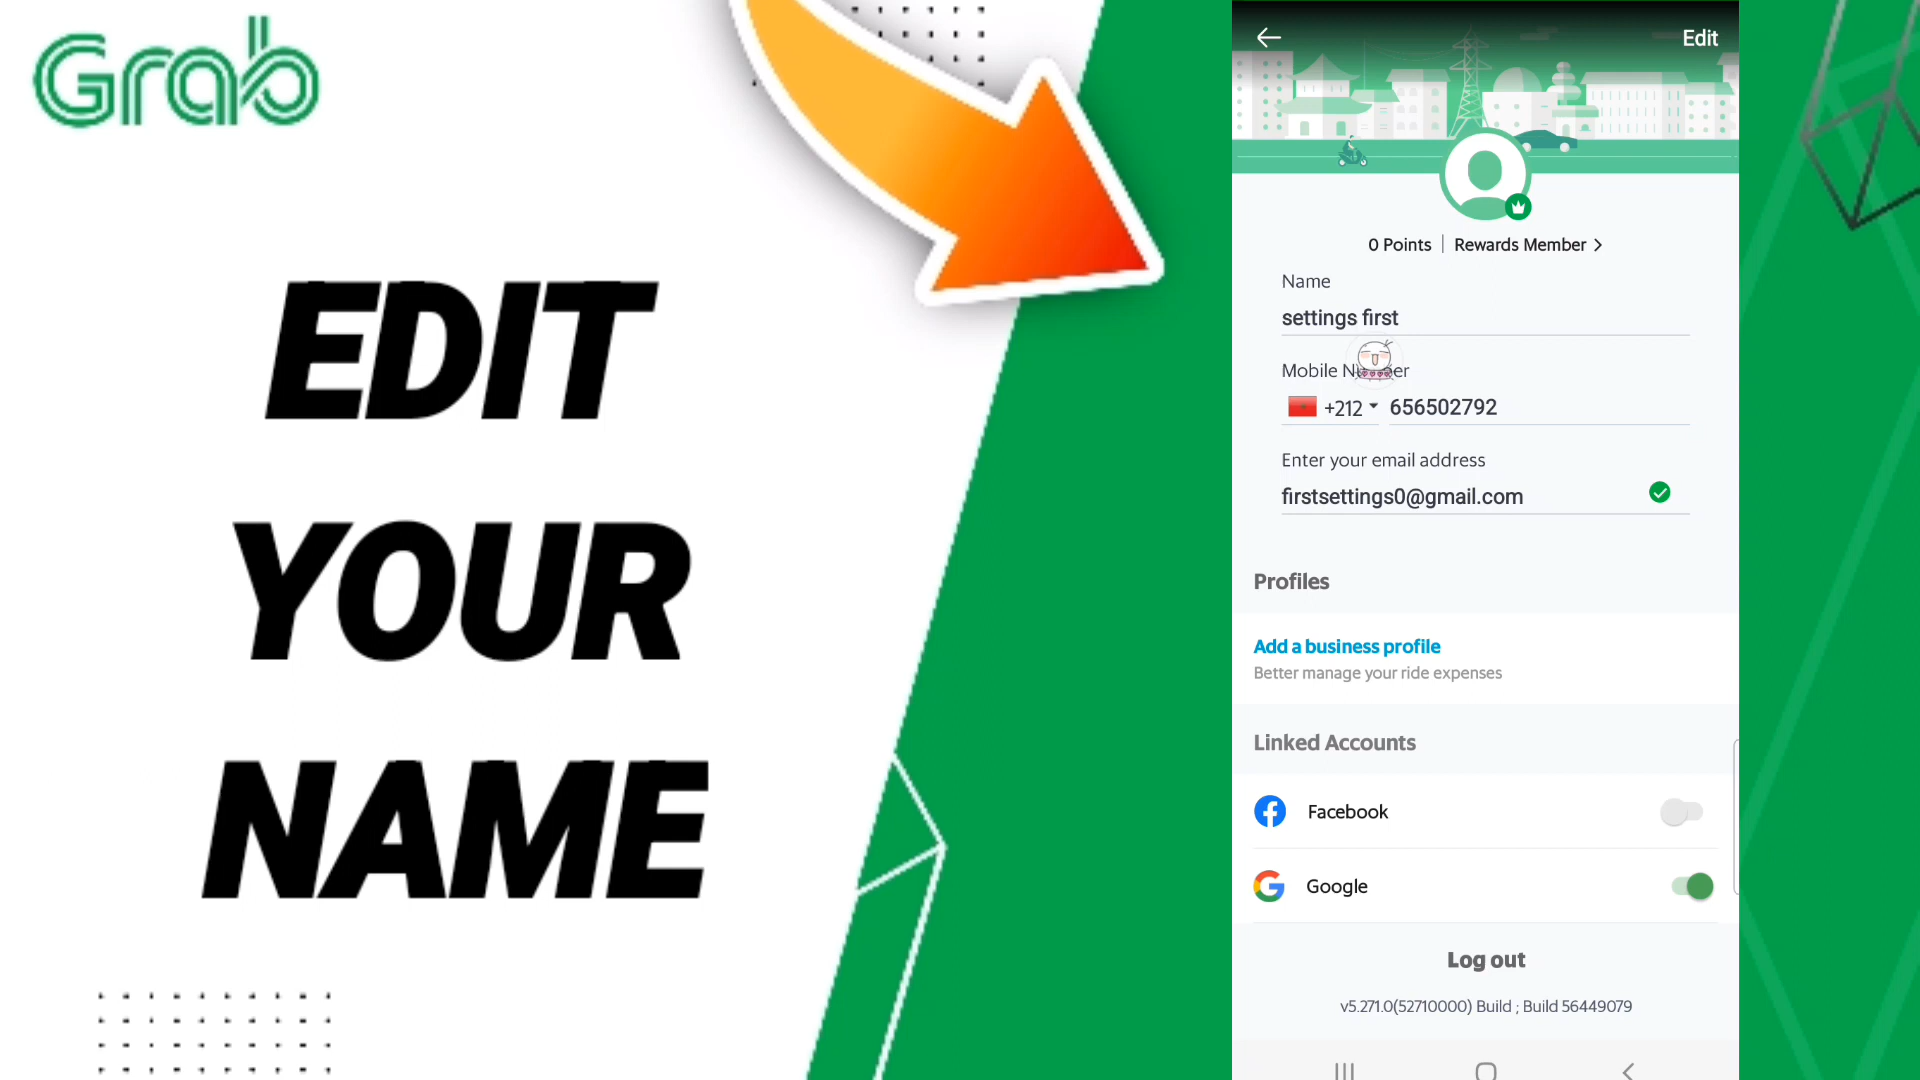 Grab
EDIT
YOUR
NAME
Edit
0 Points | Rewards Member >
Name
settings first
Mobile Number
+212 656502792
Enter your email address
firstsettings0@gmail.com
Profiles
Add a business profile
Better manage your ride expenses
Linked Accounts
Facebook
Google
Log out
v5.271.0(52710000) Build ; Build 56449079